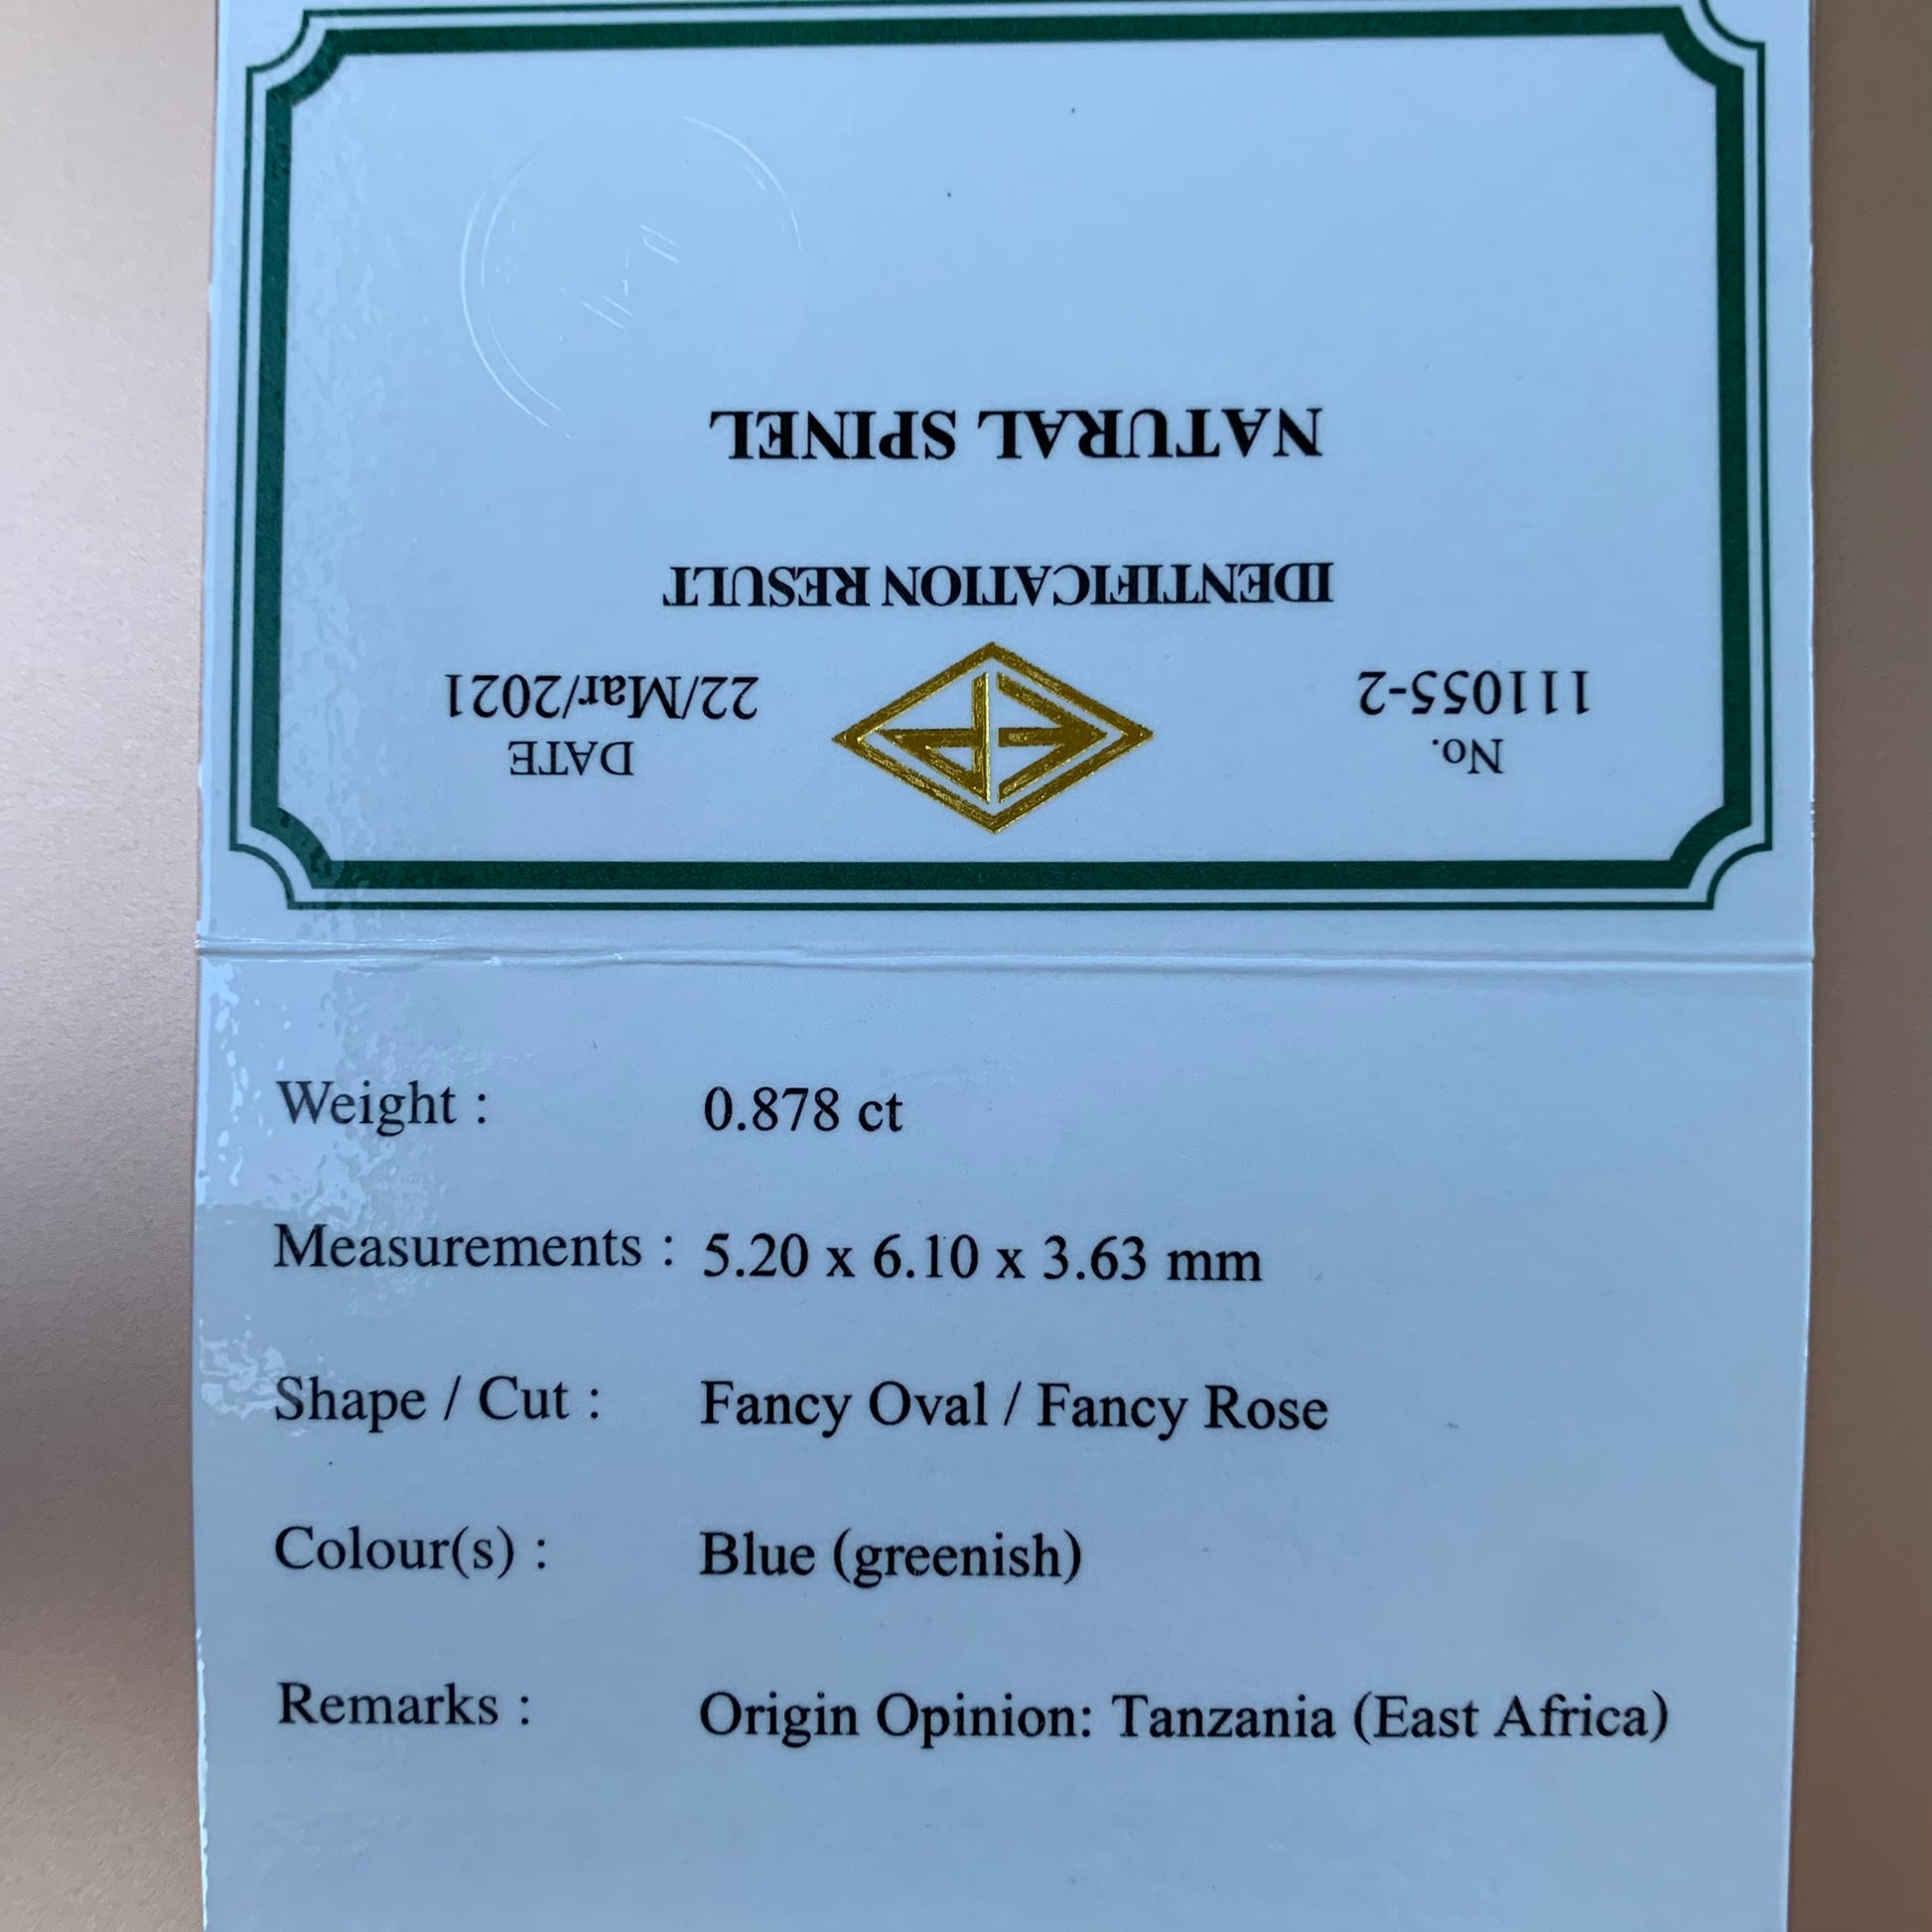 No.
111055-2
DATE
22/Mar/2021
IDENTIFICATION RESULT
NATURAL SPINEL
Weight : 0.878 ct
Measurements : 5.20 x 6.10 x 3.63 mm
Shape / Cut : Fancy Oval / Fancy Rose
Colour(s) : Blue (greenish)
Remarks : Origin Opinion: Tanzania (East Africa)